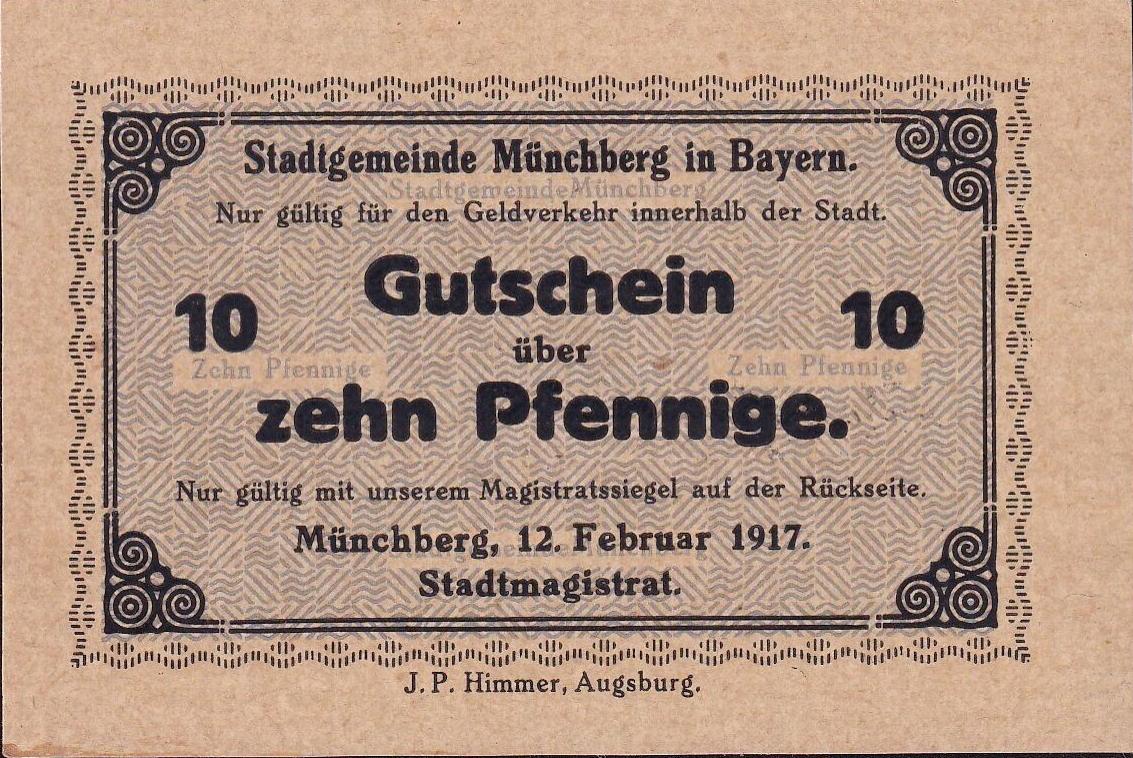 Stadtgemeinde Münchberg in Bayern.
Stadtgemeinde Münchberg
Nur gültig für den Geldverkehr innerhalb der Stadt.
10 Gutschein 10
über
Zehn Pfennige Zehn Pfennige
zehn Pfennige.
Nur gültig mit unserem Magistratssiegel auf der Rückseite.
Münchberg, 12. Februar 1917.
Stadtmagistrat.
J. P. Himmer, Augsburg.